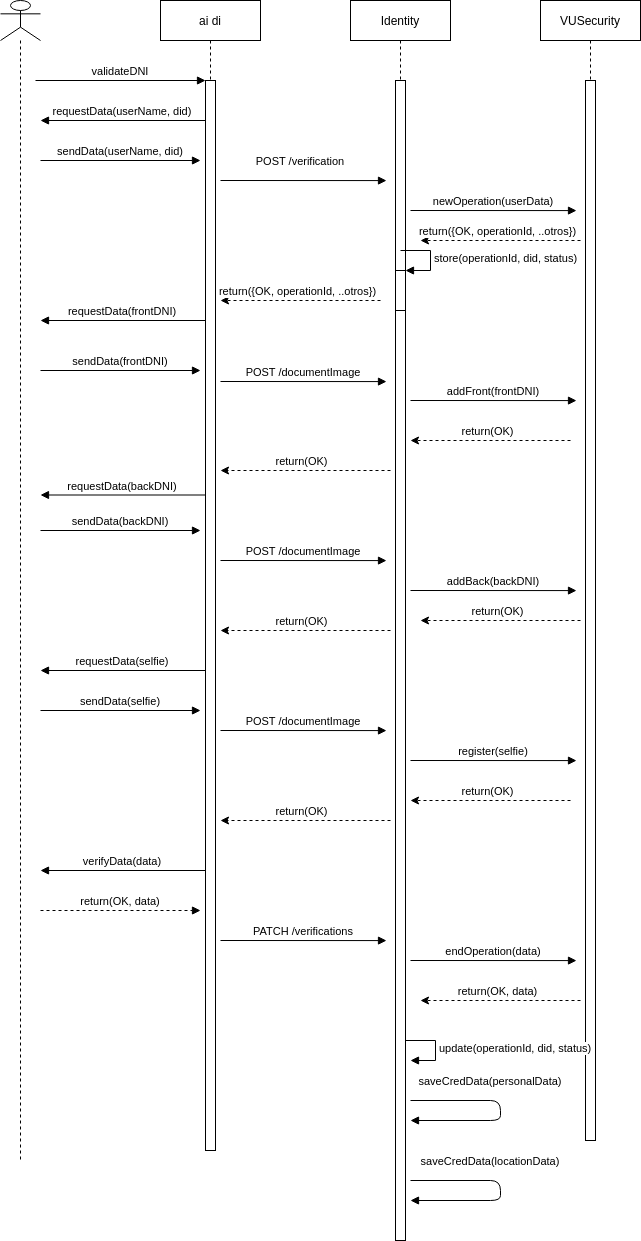 ai di
Identity
VUSecurity
validateDNI
requestData(userName, did)
sendData(userName, did)
POST /verification
newOperation(userData)
return({OK, operationId, ..otros})
store(operationId, did, status)
return({OK, operationId, ..otros})
requestData(frontDNI)
sendData(frontDNI)
POST /documentImage
addFront(frontDNI)
return(OK)
return(OK)
requestData(backDNI)
sendData(backDNI)
POST /documentImage
addBack(backDNI)
return(OK)
return(OK)
requestData(selfie)
sendData(selfie)
POST /documentImage
register(selfie)
return(OK)
return(OK)
verifyData(data)
return(OK, data)
PATCH /verifications
endOperation(data)
return(OK, data)
update(operationId, did, status)
saveCredData(personalData)
saveCredData(locationData)